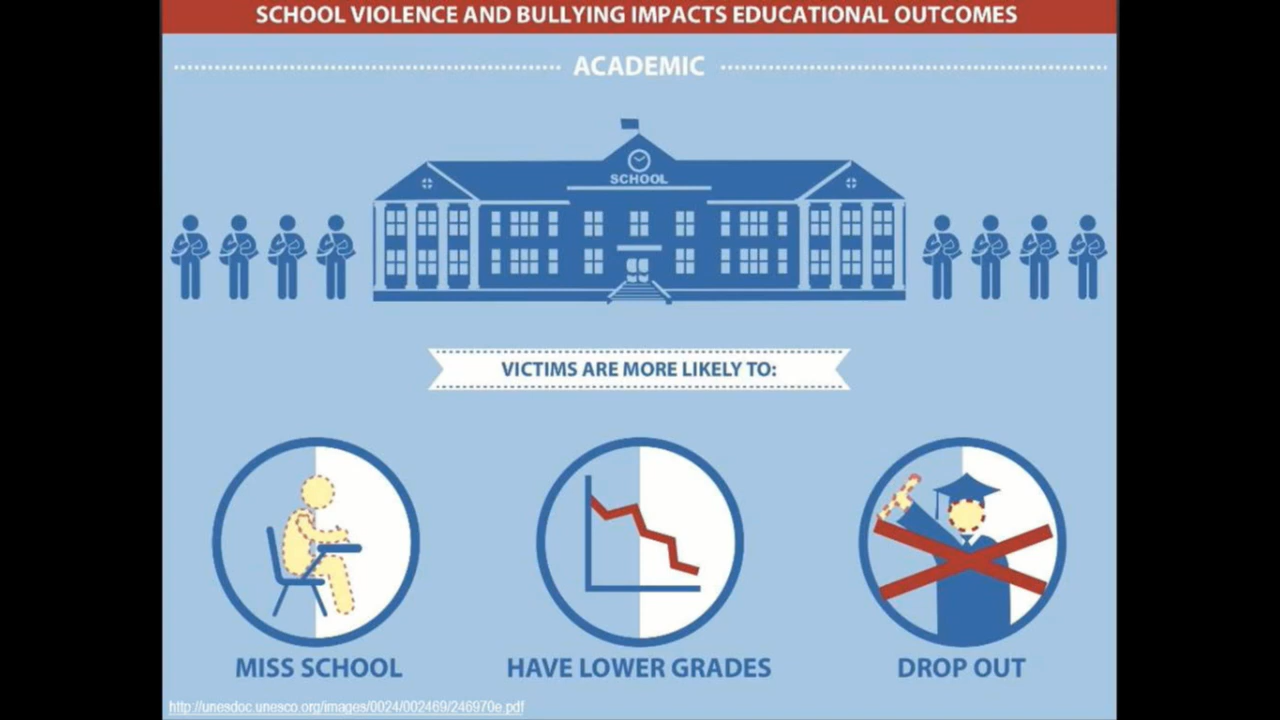 SCHOOL VIOLENCE AND BULLYING IMPACTS EDUCATIONAL OUTCOMES
ACADEMIC
SCHOOL
VICTIMS ARE MORE LIKELY TO:
MISS SCHOOL
HAVE LOWER GRADES
DROP OUT
http://unesdoc.unesco.org/images/0024/002469/246970e.pdf